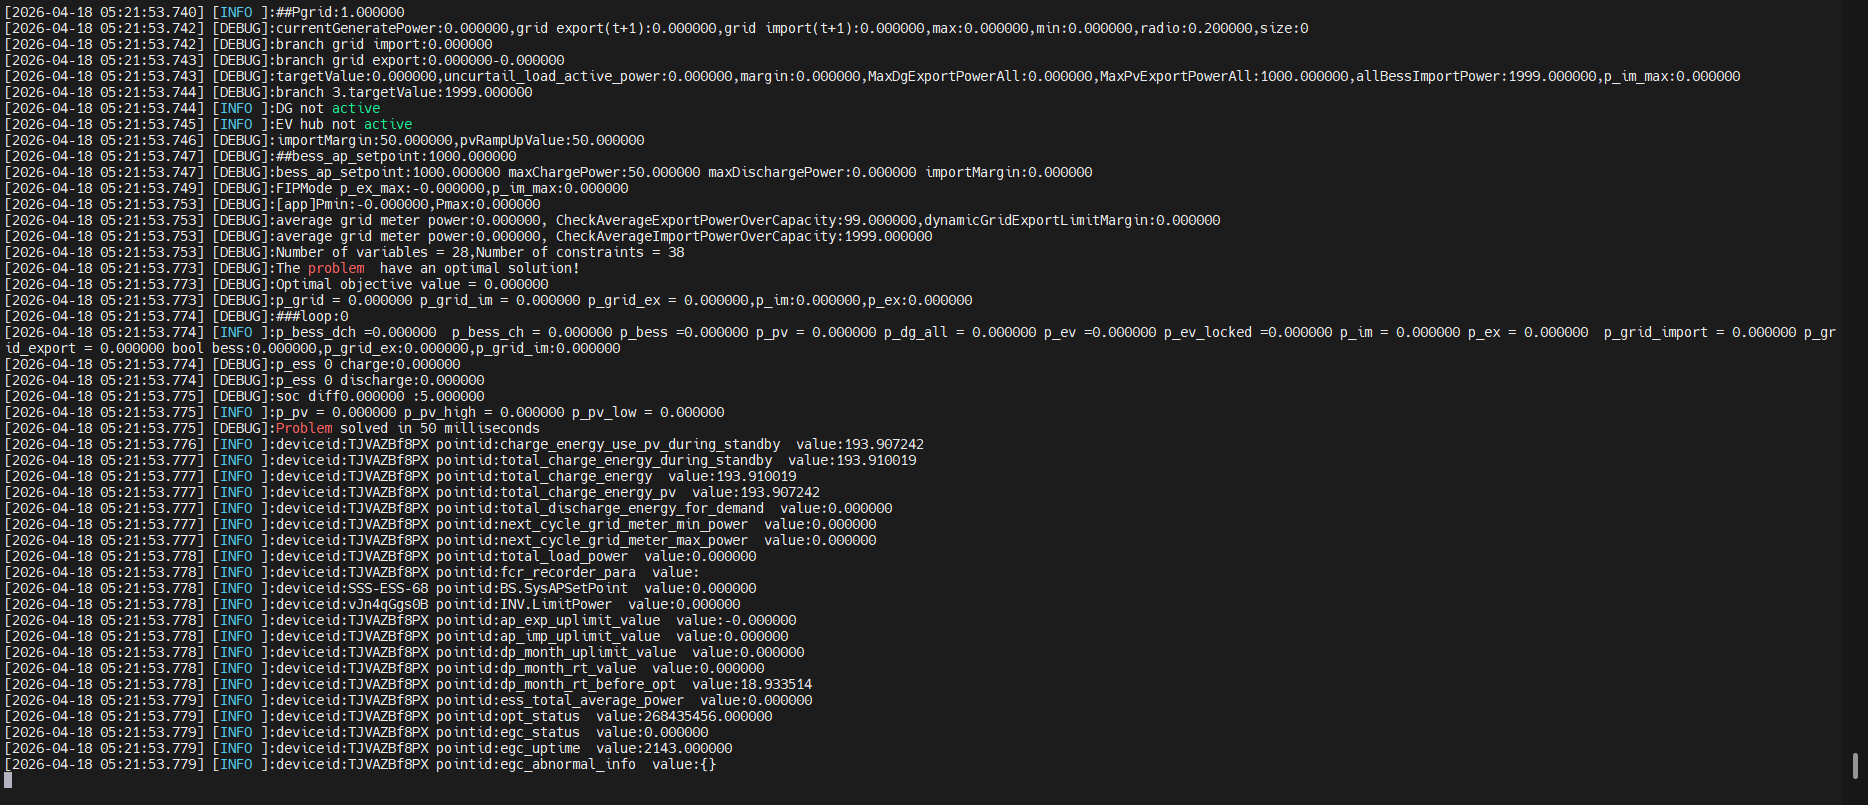 [2026-04-18 05:21:53.740] [INFO ]:##Pgrid:1.000000
[2026-04-18 05:21:53.742] [DEBUG]:currentGeneratePower:0.000000,grid export(t+1):0.000000,grid import(t+1):0.000000,max:0.000000,min:0.000000,radio:0.200000,size:0
[2026-04-18 05:21:53.742] [DEBUG]:branch grid import:0.000000
[2026-04-18 05:21:53.743] [DEBUG]:branch grid export:0.000000-0.000000
[2026-04-18 05:21:53.743] [DEBUG]:targetValue:0.000000,uncurtail_load_active_power:0.000000,margin:0.000000,MaxDgExportPowerAll:0.000000,MaxPvExportPowerAll:1000.000000,allBessImportPower:1999.000000,p_im_max:0.000000
[2026-04-18 05:21:53.744] [DEBUG]:branch 3.targetValue:1999.000000
[2026-04-18 05:21:53.744] [INFO ]:DG not active
[2026-04-18 05:21:53.745] [INFO ]:EV hub not active
[2026-04-18 05:21:53.746] [DEBUG]:importMargin:50.000000,pvRampUpValue:50.000000
[2026-04-18 05:21:53.747] [DEBUG]:##bess_ap_setpoint:1000.000000
[2026-04-18 05:21:53.747] [DEBUG]:bess_ap_setpoint:1000.000000 maxChargePower:50.000000 maxDischargePower:0.000000 importMargin:0.000000
[2026-04-18 05:21:53.749] [DEBUG]:FIPMode p_ex_max:-0.000000,p_im_max:0.000000
[2026-04-18 05:21:53.753] [DEBUG]:[app]Pmin:-0.000000,Pmax:0.000000
[2026-04-18 05:21:53.753] [DEBUG]:average grid meter power:0.000000, CheckAverageExportPowerOverCapacity:99.000000,dynamicGridExportLimitMargin:0.000000
[2026-04-18 05:21:53.753] [DEBUG]:average grid meter power:0.000000, CheckAverageImportPowerOverCapacity:1999.000000
[2026-04-18 05:21:53.753] [DEBUG]:Number of variables = 28,Number of constraints = 38
[2026-04-18 05:21:53.773] [DEBUG]:The problem  have an optimal solution!
[2026-04-18 05:21:53.773] [DEBUG]:Optimal objective value = 0.000000
[2026-04-18 05:21:53.773] [DEBUG]:p_grid = 0.000000 p_grid_im = 0.000000 p_grid_ex = 0.000000,p_im:0.000000,p_ex:0.000000
[2026-04-18 05:21:53.774] [DEBUG]:###loop:0
[2026-04-18 05:21:53.774] [INFO ]:p_bess_dch =0.000000  p_bess_ch = 0.000000 p_bess =0.000000 p_pv = 0.000000 p_dg_all = 0.000000 p_ev =0.000000 p_ev_locked =0.000000 p_im = 0.000000 p_ex = 0.000000  p_grid_import = 0.000000 p_gr
id_export = 0.000000 bool bess:0.000000,p_grid_ex:0.000000,p_grid_im:0.000000
[2026-04-18 05:21:53.774] [DEBUG]:p_ess 0 charge:0.000000
[2026-04-18 05:21:53.774] [DEBUG]:p_ess 0 discharge:0.000000
[2026-04-18 05:21:53.775] [DEBUG]:soc diff0.000000 :5.000000
[2026-04-18 05:21:53.775] [INFO ]:p_pv = 0.000000 p_pv_high = 0.000000 p_pv_low = 0.000000
[2026-04-18 05:21:53.775] [DEBUG]:Problem solved in 50 milliseconds
[2026-04-18 05:21:53.776] [INFO ]:deviceid:TJVAZBf8PX pointid:charge_energy_use_pv_during_standby  value:193.907242
[2026-04-18 05:21:53.777] [INFO ]:deviceid:TJVAZBf8PX pointid:total_charge_energy_during_standby  value:193.910019
[2026-04-18 05:21:53.777] [INFO ]:deviceid:TJVAZBf8PX pointid:total_charge_energy  value:193.910019
[2026-04-18 05:21:53.777] [INFO ]:deviceid:TJVAZBf8PX pointid:total_charge_energy_pv  value:193.907242
[2026-04-18 05:21:53.777] [INFO ]:deviceid:TJVAZBf8PX pointid:total_discharge_energy_for_demand  value:0.000000
[2026-04-18 05:21:53.777] [INFO ]:deviceid:TJVAZBf8PX pointid:next_cycle_grid_meter_min_power  value:0.000000
[2026-04-18 05:21:53.777] [INFO ]:deviceid:TJVAZBf8PX pointid:next_cycle_grid_meter_max_power  value:0.000000
[2026-04-18 05:21:53.778] [INFO ]:deviceid:TJVAZBf8PX pointid:total_load_power  value:0.000000
[2026-04-18 05:21:53.778] [INFO ]:deviceid:TJVAZBf8PX pointid:fcr_recorder_para  value:
[2026-04-18 05:21:53.778] [INFO ]:deviceid:SSS-ESS-68 pointid:BS.SysAPSetPoint  value:0.000000
[2026-04-18 05:21:53.778] [INFO ]:deviceid:vJn4qGgs0B pointid:INV.LimitPower  value:0.000000
[2026-04-18 05:21:53.778] [INFO ]:deviceid:TJVAZBf8PX pointid:ap_exp_uplimit_value  value:-0.000000
[2026-04-18 05:21:53.778] [INFO ]:deviceid:TJVAZBf8PX pointid:ap_imp_uplimit_value  value:0.000000
[2026-04-18 05:21:53.778] [INFO ]:deviceid:TJVAZBf8PX pointid:dp_month_uplimit_value  value:0.000000
[2026-04-18 05:21:53.778] [INFO ]:deviceid:TJVAZBf8PX pointid:dp_month_rt_value  value:0.000000
[2026-04-18 05:21:53.778] [INFO ]:deviceid:TJVAZBf8PX pointid:dp_month_rt_before_opt  value:18.933514
[2026-04-18 05:21:53.779] [INFO ]:deviceid:TJVAZBf8PX pointid:ess_total_average_power  value:0.000000
[2026-04-18 05:21:53.779] [INFO ]:deviceid:TJVAZBf8PX pointid:opt_status  value:268435456.000000
[2026-04-18 05:21:53.779] [INFO ]:deviceid:TJVAZBf8PX pointid:egc_status  value:0.000000
[2026-04-18 05:21:53.779] [INFO ]:deviceid:TJVAZBf8PX pointid:egc_uptime  value:2143.000000
[2026-04-18 05:21:53.779] [INFO ]:deviceid:TJVAZBf8PX pointid:egc_abnormal_info  value:{}